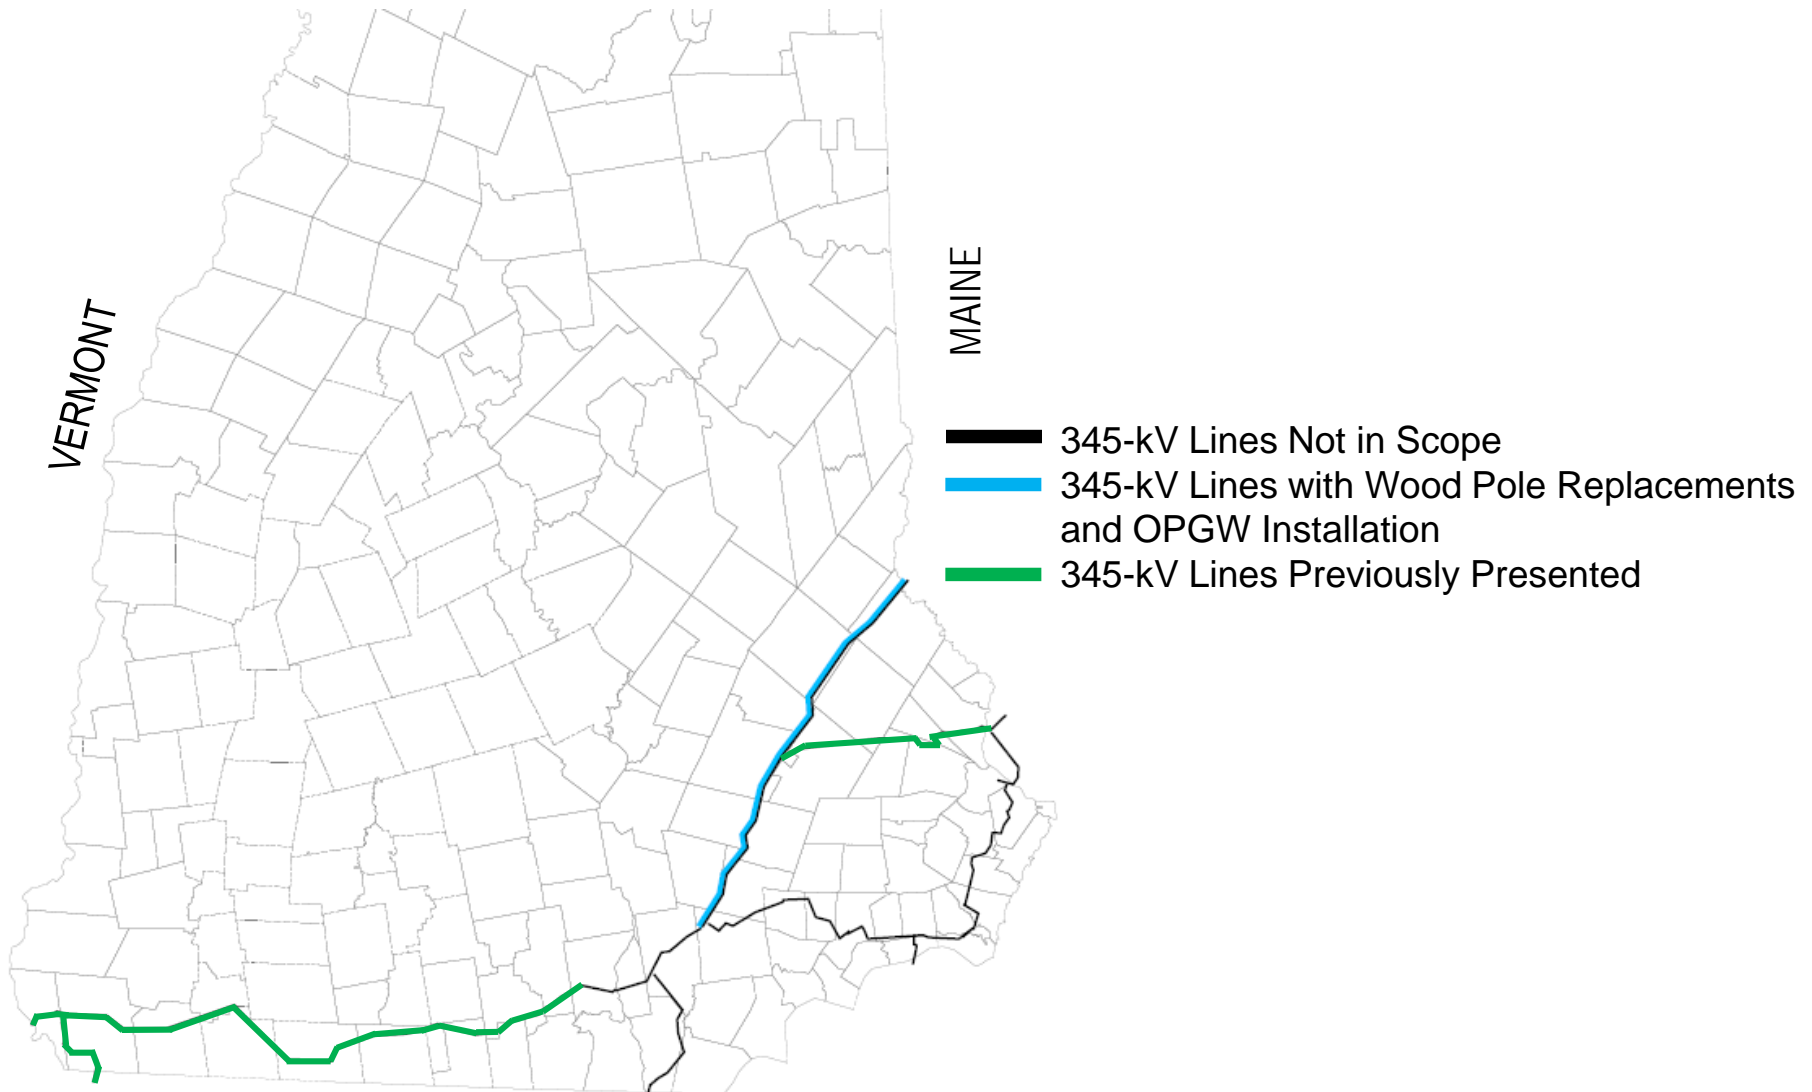 VERMONT
MAINE
345-kV Lines Not in Scope
345-kV Lines with Wood Pole Replacements
and OPGW Installation
345-kV Lines Previously Presented